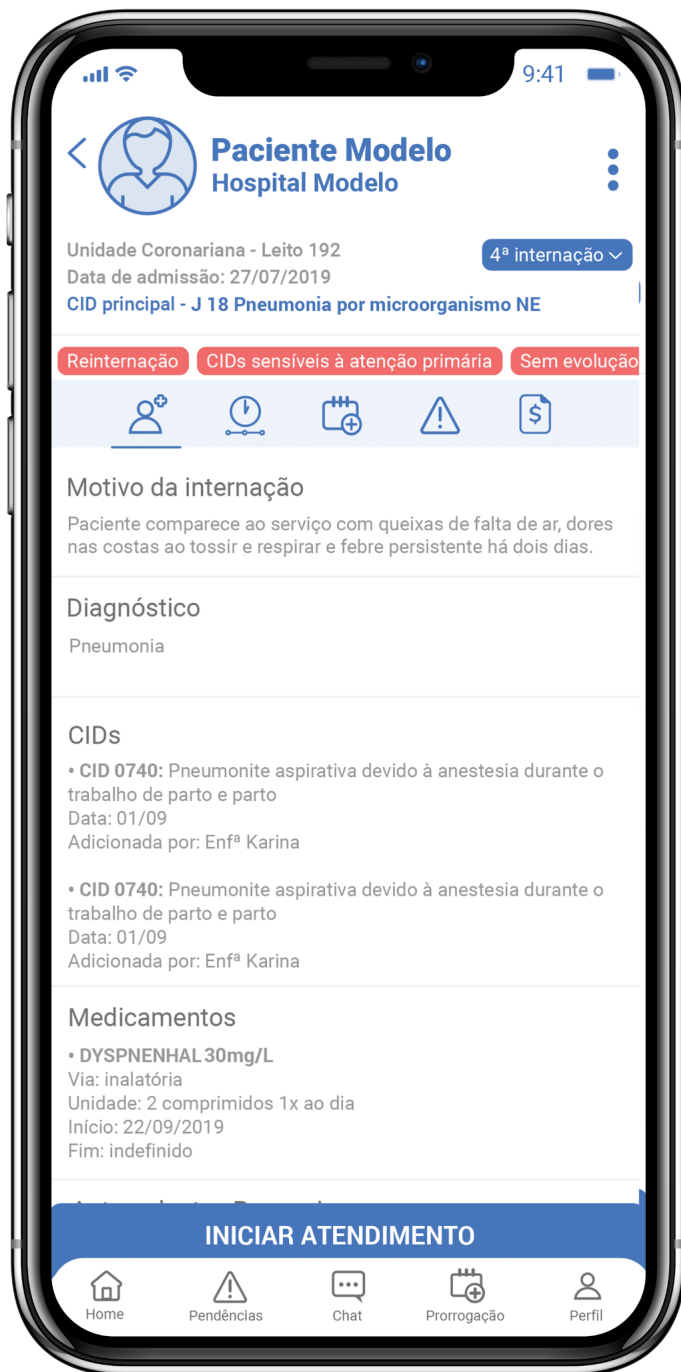 9:41
Paciente Modelo
Hospital Modelo
Unidade Coronariana - Leito 192
4ª internação
Data de admissão: 27/07/2019
CID principal - J 18 Pneumonia por microorganismo NE
Reinternação
CIDs sensíveis à atenção primária
Sem evolução
$
Motivo da internação
Paciente comparece ao serviço com queixas de falta de ar, dores
nas costas ao tossir e respirar e febre persistente há dois dias.
Diagnóstico
Pneumonia
CIDs
• CID 0740: Pneumonite aspirativa devido à anestesia durante o
trabalho de parto e parto
Data: 01/09
Adicionada por: Enfª Karina
• CID 0740: Pneumonite aspirativa devido à anestesia durante o
trabalho de parto e parto
Data: 01/09
Adicionada por: Enfª Karina
Medicamentos
• DYSPNENHAL 30mg/L
Via: inalatória
Unidade: 2 comprimidos 1x ao dia
Início: 22/09/2019
Fim: indefinido
INICIAR ATENDIMENTO
Home
Pendências
Chat
Prorrogação
Perfil